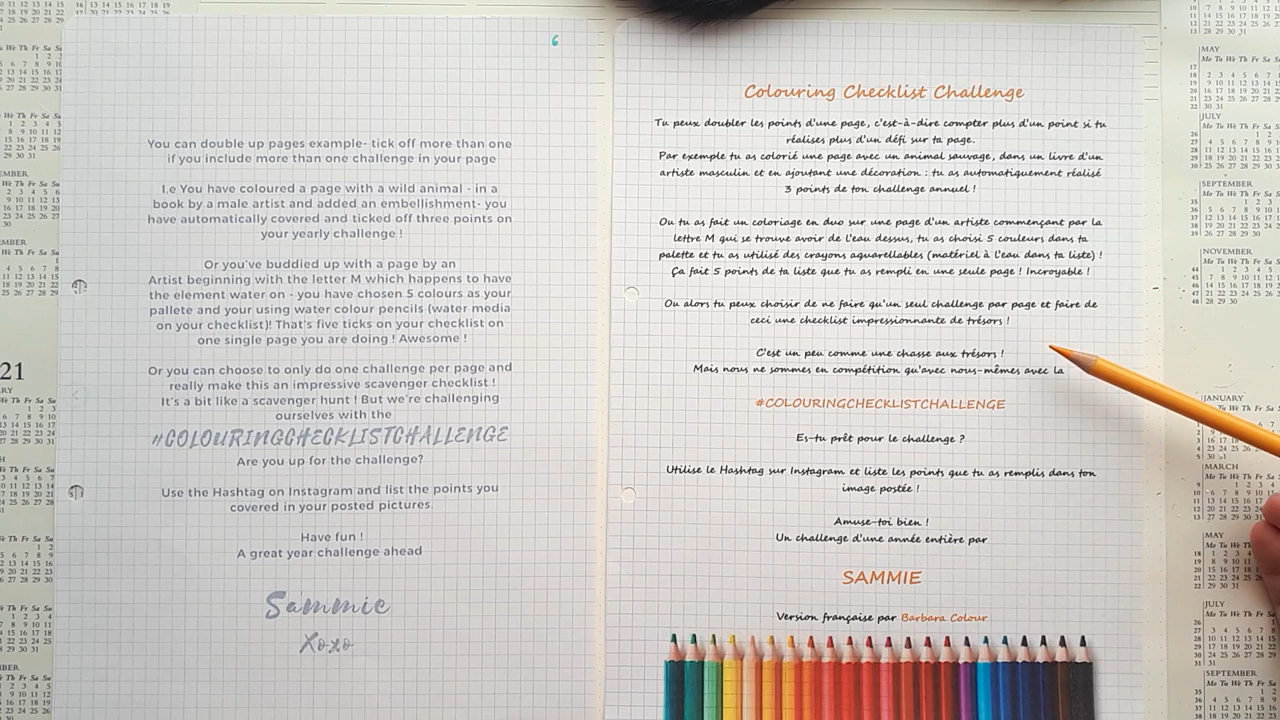 6
You can double up pages example- tick off more than one
if you include more than one challenge in your page
I.e You have coloured a page with a wild animal - in a
book by a male artist and added an embellishment- you
have automatically covered and ticked off three points on
your yearly challenge !
Or you've buddied up with a page by an
Artist beginning with the letter M which happens to have
the element water on - you have chosen 5 colours as your
pallete and your using water colour pencils (water media
on your checklist)! That's five ticks on your checklist on
one single page you are doing ! Awesome !
Or you can choose to only do one challenge per page and
really make this an impressive scavenger checklist !
It's a bit like a scavenger hunt ! But we're challenging
ourselves with the
#COLOURINGCHECKLISTCHALLENGE
Are you up for the challenge?
Use the Hashtag on Instagram and list the points you
covered in your posted pictures.
Have fun !
A great year challenge ahead
Sammie
Xoxo
Colouring Checklist Challenge
Tu peux doubler les points d'une page, c'est-à-dire compter plus d'un point si tu
réalises plus d'un défi sur ta page.
Par exemple tu as colorié une page avec un animal sauvage, dans un livre d'un
artiste masculin et en ajoutant une décoration : tu as automatiquement réalisé
3 points de ton challenge annuel !
Ou tu as fait un coloriage en duo sur une page d'un artiste commençant par la
lettre M qui se trouve avoir de l'eau dessus, tu as choisi 5 couleurs dans ta
palette et tu as utilisé des crayons aquarellables (matériel à l'eau dans ta liste) !
Ça fait 5 points de ta liste que tu as rempli en une seule page ! Incroyable !
Ou alors tu peux choisir de ne faire qu'un seul challenge par page et faire de
ceci une checklist impressionnante de trésors !
C'est un peu comme une chasse aux trésors !
Mais nous ne sommes en compétition qu'avec nous-mêmes avec la
#COLOURINGCHECKLISTCHALLENGE
Es-tu prêt pour le challenge ?
Utilise le Hashtag sur Instagram et liste les points que tu as remplis dans ton
image postée !
Amuse-toi bien !
Un challenge d'une année entière par
SAMMIE
Version française par Barbara Colour
21
MAY
JULY
SEPTEMBER
NOVEMBER
JANUARY
MARCH
MAY
JULY
SEPTEMBER